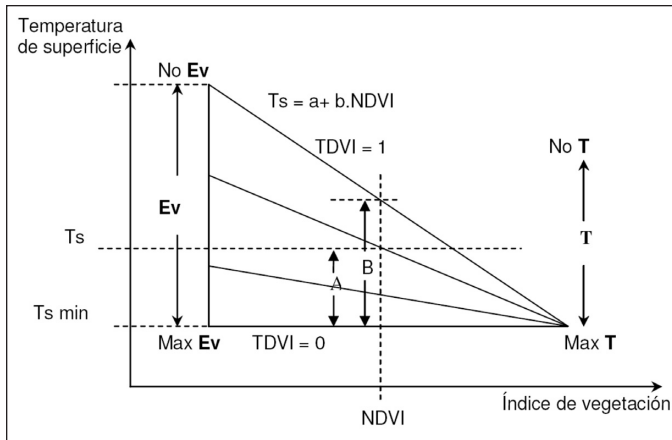 Temperatura
de superficie
No Ev
Ts = a+ b.NDVI
TDVI = 1
No T
Ev
T
Ts
B
A
Ts min
Max Ev
TDVI = 0
Max T
Índice de vegetación
NDVI